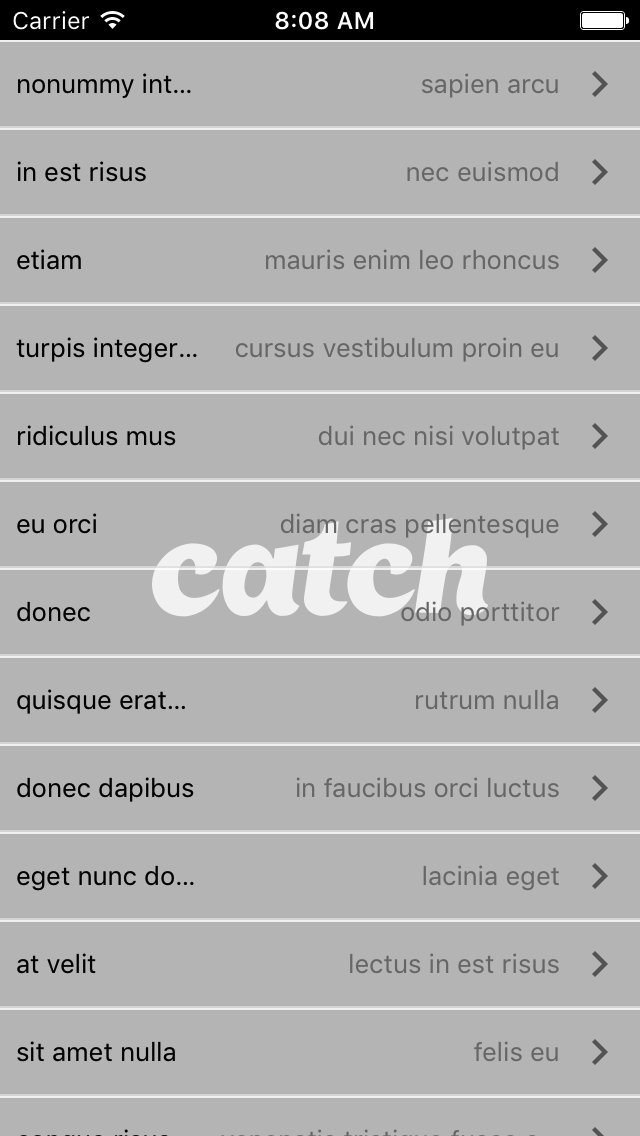 Carrier 8:08 AM
nonummy int... sapien arcu
in est risus nec euismod
etiam mauris enim leo rhoncus
turpis integer... cursus vestibulum proin eu
ridiculus mus dui nec nisi volutpat
eu orci diam cras pellentesque
catch
donec odio porttitor
quisque erat... rutrum nulla
donec dapibus in faucibus orci luctus
eget nunc do... lacinia eget
at velit lectus in est risus
sit amet nulla felis eu